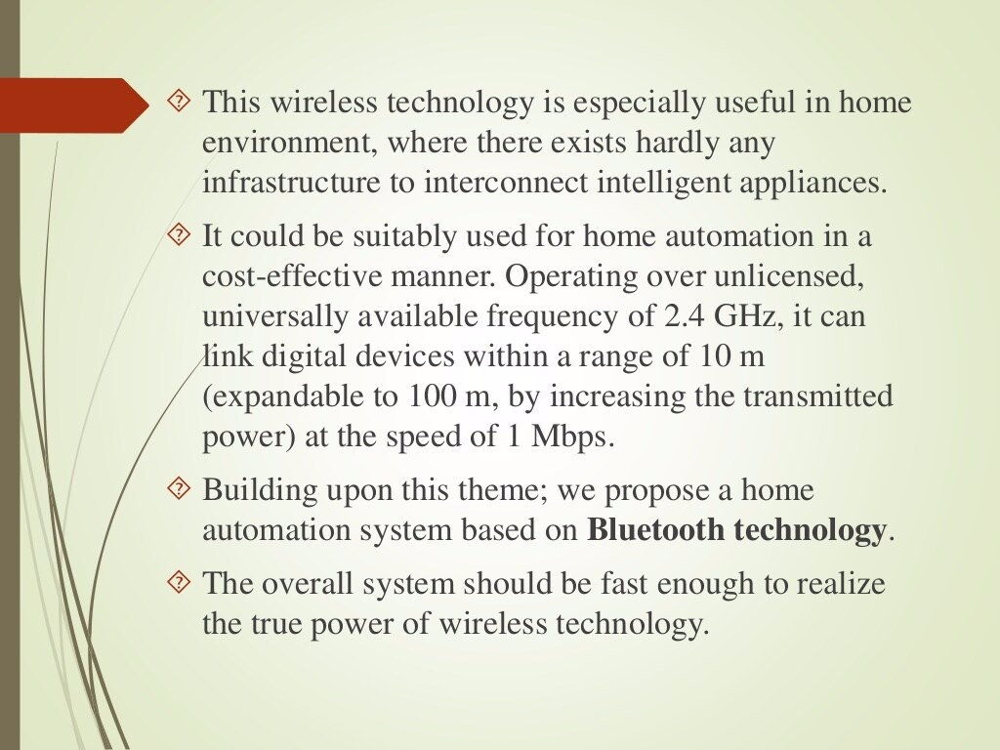 This wireless technology is especially useful in home
environment, where there exists hardly any
infrastructure to interconnect intelligent appliances.
It could be suitably used for home automation in a
cost-effective manner. Operating over unlicensed,
universally available frequency of 2.4 GHz, it can
link digital devices within a range of 10 m
(expandable to 100 m, by increasing the transmitted
power) at the speed of 1 Mbps.
Building upon this theme; we propose a home
automation system based on Bluetooth technology.
The overall system should be fast enough to realize
the true power of wireless technology.